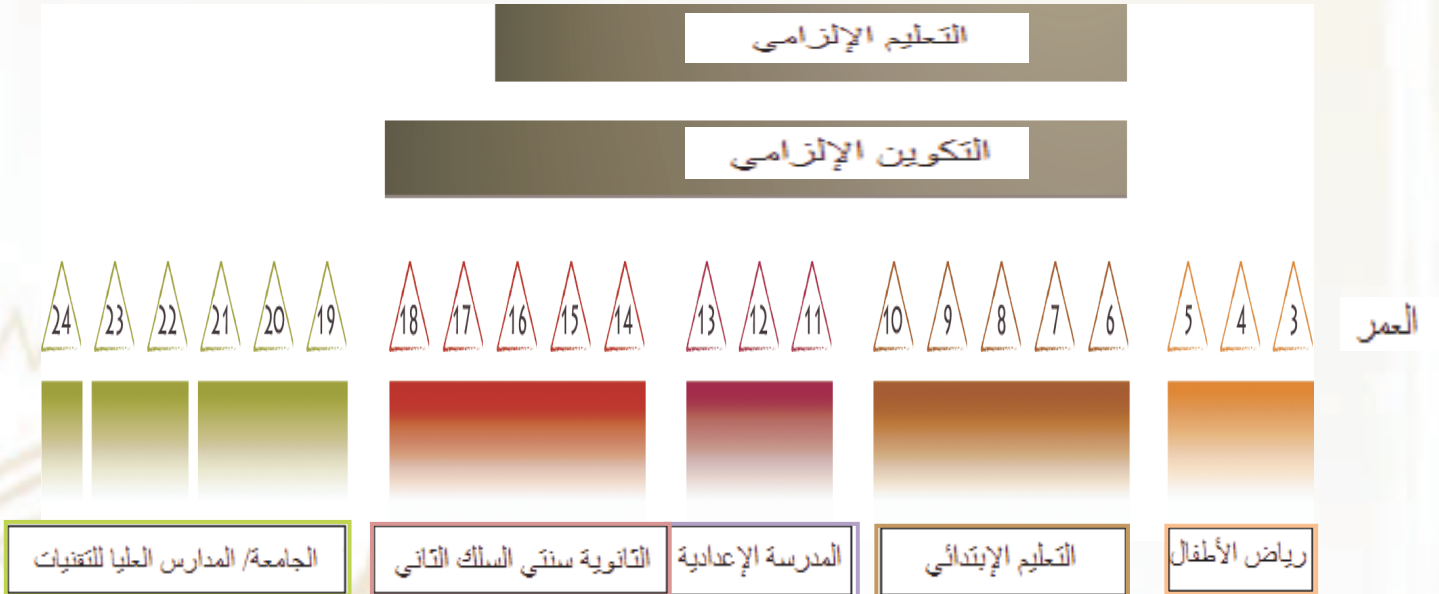 التعليم الإلزامي
التكوين الإلزامي
العمر 3 4 5 6 7 8 9 10 11 12 13 14 15 16 17 18 19 20 21 22 23 24
رياض الأطفال
التعليم الإبتدائي
المدرسة الإعدادية
الثانوية سنتي السلك الثاني
الجامعة/ المدارس العليا للتقنيات